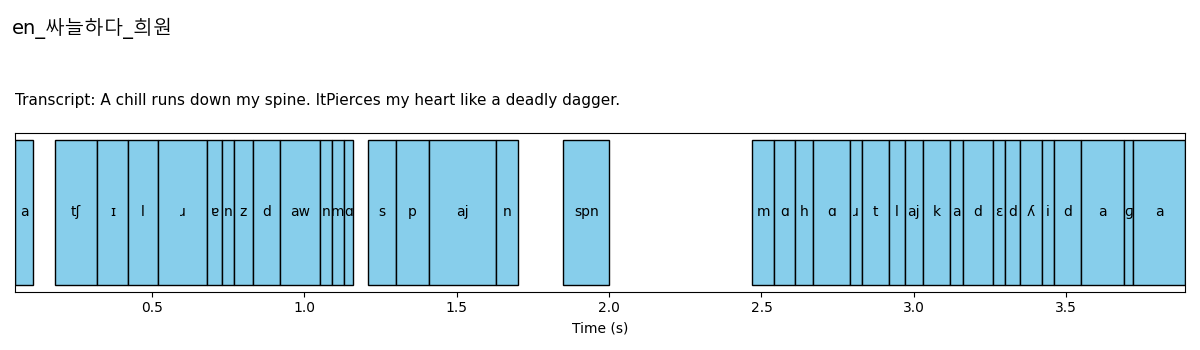 en_싸늘하다_희원
Transcript: A chill runs down my spine. ItPierces my heart like a deadly dagger.
a tʃ ɪ l ɹ ɐ n z d aw n m ɑ s p aj n spn m ɑ h ɑ ɹ t l aj k a d ɛ d ʎ i d a ɡ a
0.5 1.0 1.5 2.0 2.5 3.0 3.5
Time (s)